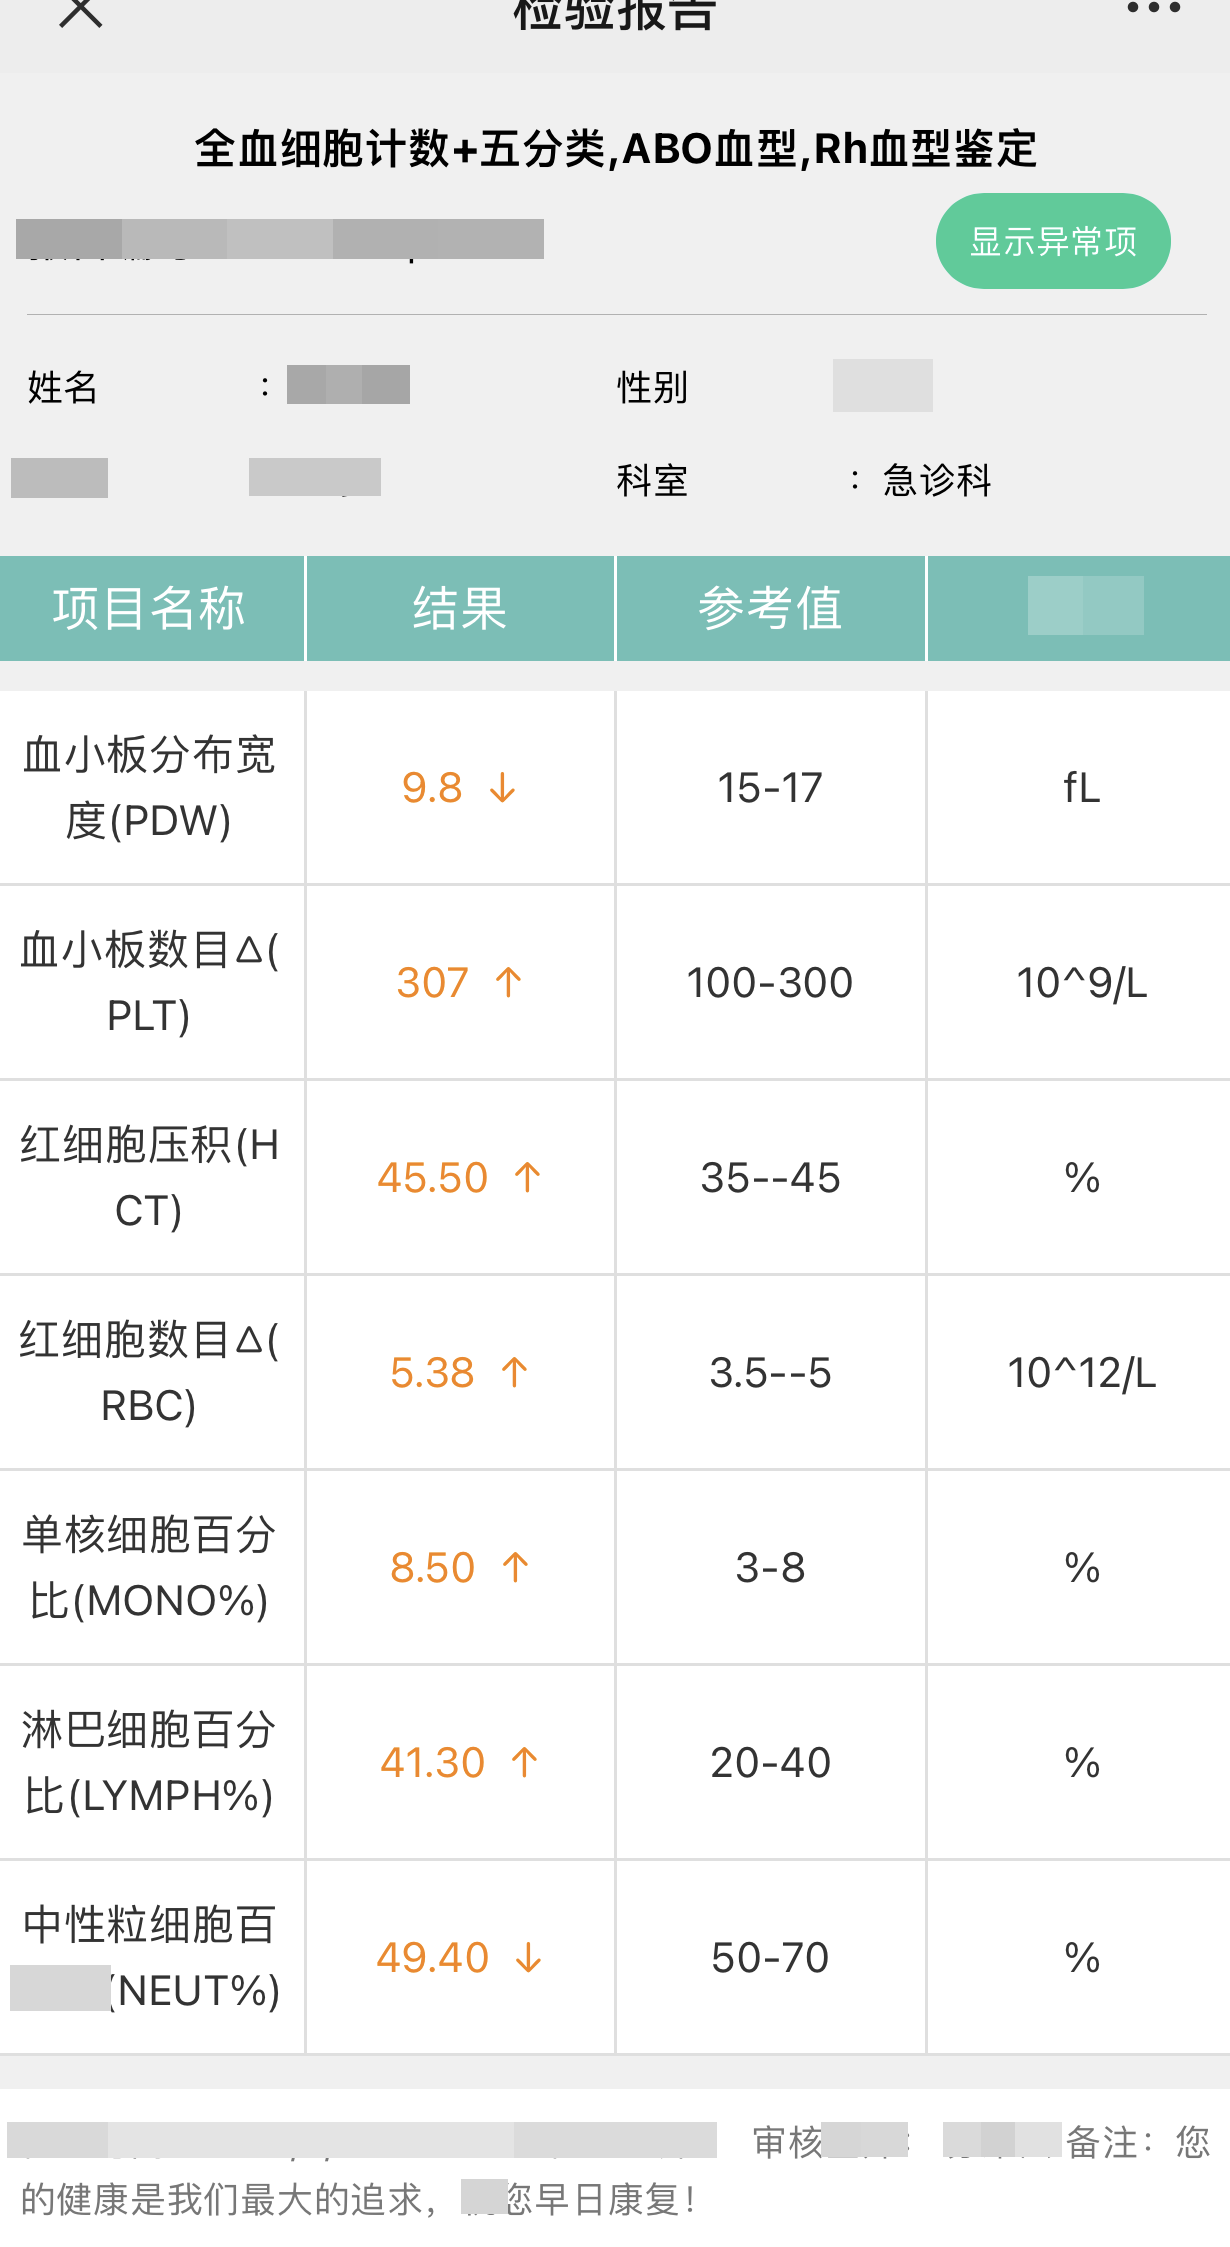 检验报告
全血细胞计数+五分类,ABO血型,Rh血型鉴定
显示异常项
姓名 : 性别
科室 : 急诊科
项目名称 结果 参考值
血小板分布宽
度(PDW) 9.8 ↓ 15-17 fL
血小板数目△(
PLT) 307 ↑ 100-300 10^9/L
红细胞压积(H
CT) 45.50 ↑ 35--45 %
红细胞数目△(
RBC) 5.38 ↑ 3.5--5 10^12/L
单核细胞百分
比(MONO%) 8.50 ↑ 3-8 %
淋巴细胞百分
比(LYMPH%) 41.30 ↑ 20-40 %
中性粒细胞百
(NEUT%) 49.40 ↓ 50-70 %
审核 备注：您
的健康是我们最大的追求， 您早日康复！